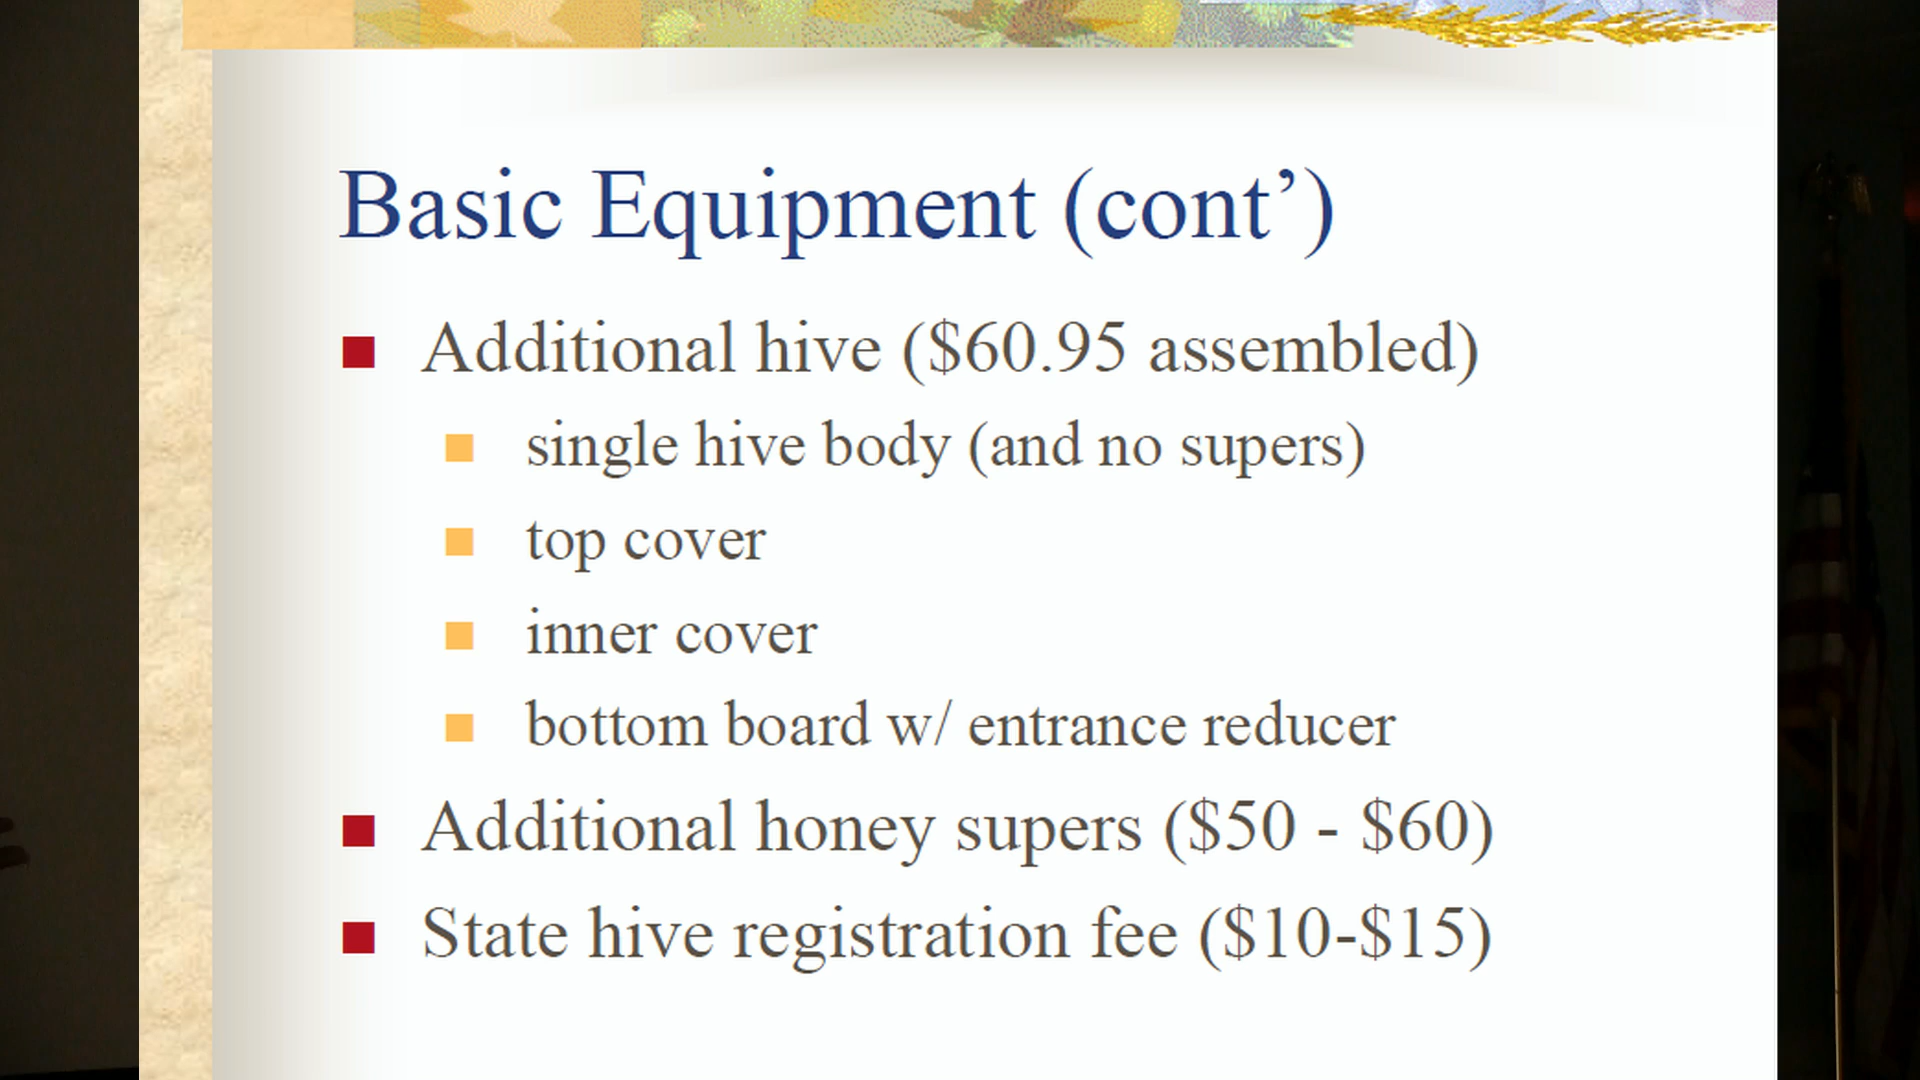 Basic Equipment (cont’)
Additional hive ($60.95 assembled)
single hive body (and no supers)
top cover
inner cover
bottom board w/ entrance reducer
Additional honey supers ($50 - $60)
State hive registration fee ($10-$15)